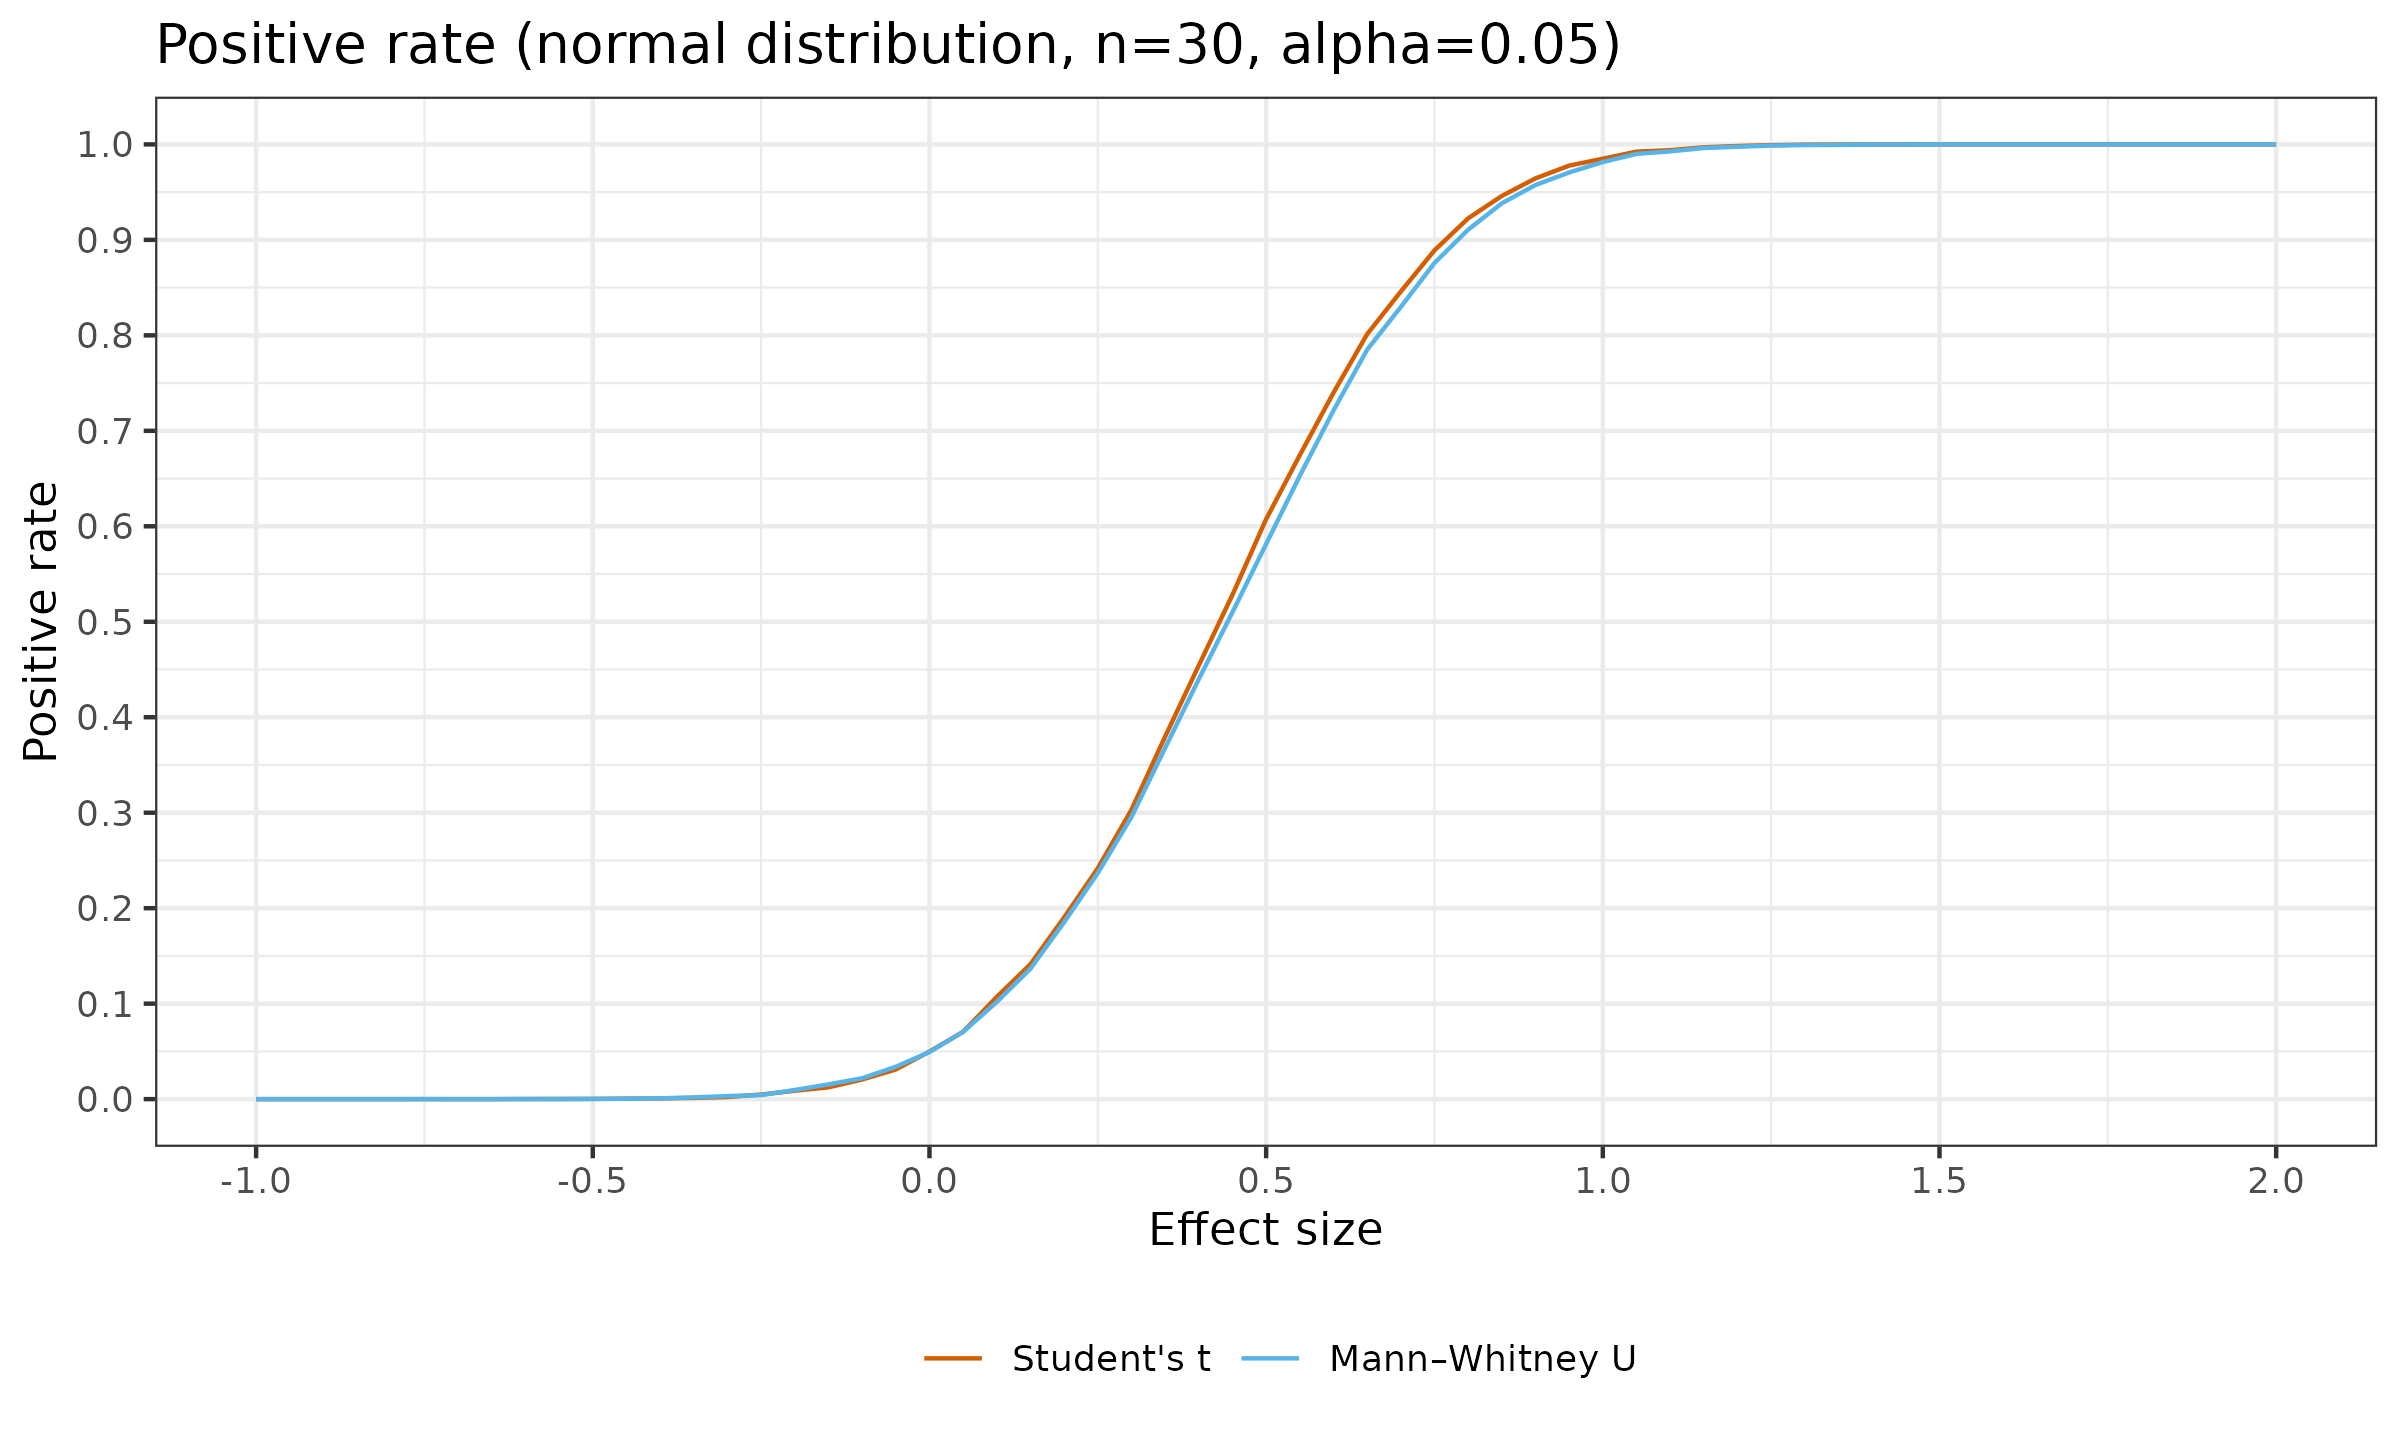 Positive rate (normal distribution, n=30, alpha=0.05)
Positive rate
1.0
0.9
0.8
0.7
0.6
0.5
0.4
0.3
0.2
0.1
0.0
-1.0 -0.5 0.0 0.5 1.0 1.5 2.0
Effect size
Student's t Mann–Whitney U